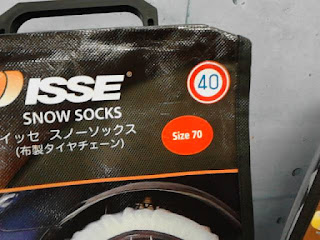 ISSE
40
SNOW SOCKS
イッセ スノーソックス
(布製タイヤチェーン)
Size 70